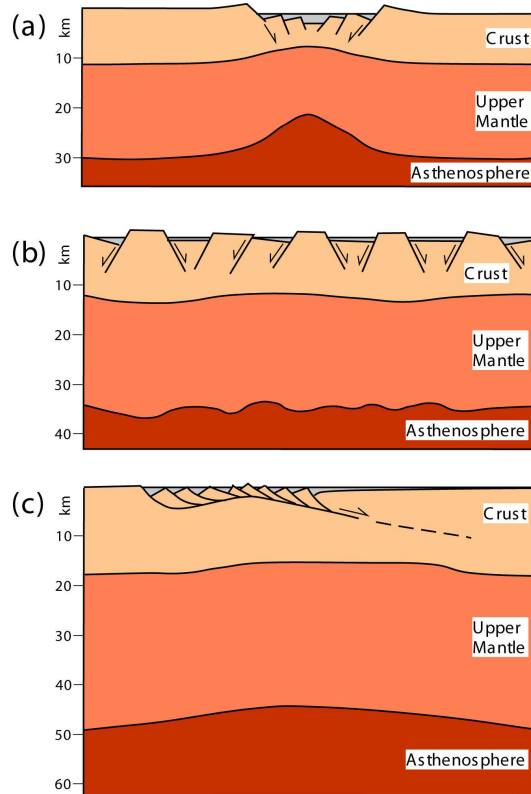 (a)
km
Crust
10
20
Upper
Mantle
30
Asthenosphere
(b)
km
Crust
10
20
Upper
Mantle
30
Asthenosphere
40
(c)
km
Crust
10
20
30
Upper
Mantle
40
50
Asthenosphere
60